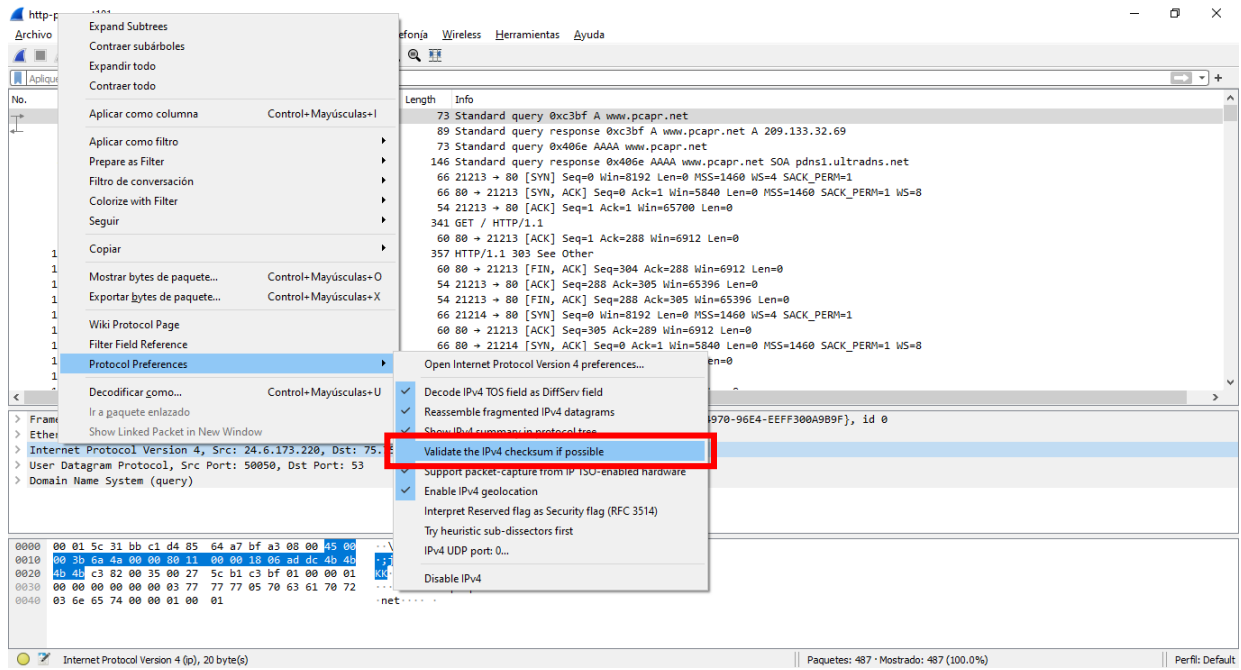 http-p
Archivo
efonía Wireless Herramientas Ayuda
Aplique
+
No. Length Info
73 Standard query 0xc3bf A www.pcapr.net
89 Standard query response 0xc3bf A www.pcapr.net A 209.133.32.69
73 Standard query 0x406e AAAA www.pcapr.net
146 Standard query response 0x406e AAAA www.pcapr.net SOA pdns1.ultradns.net
66 21213 → 80 [SYN] Seq=0 Win=8192 Len=0 MSS=1460 WS=4 SACK_PERM=1
66 80 → 21213 [SYN, ACK] Seq=0 Ack=1 Win=5840 Len=0 MSS=1460 SACK_PERM=1 WS=8
54 21213 → 80 [ACK] Seq=1 Ack=1 Win=65700 Len=0
341 GET / HTTP/1.1
60 80 → 21213 [ACK] Seq=1 Ack=288 Win=6912 Len=0
1 357 HTTP/1.1 303 See Other
1 60 80 → 21213 [FIN, ACK] Seq=304 Ack=288 Win=6912 Len=0
1 54 21213 → 80 [ACK] Seq=288 Ack=305 Win=65396 Len=0
1 54 21213 → 80 [FIN, ACK] Seq=288 Ack=305 Win=65396 Len=0
1 66 21214 → 80 [SYN] Seq=0 Win=8192 Len=0 MSS=1460 WS=4 SACK_PERM=1
1 60 80 → 21213 [ACK] Seq=305 Ack=289 Win=6912 Len=0
1 66 80 → 21214 [SYN, ACK] Seq=0 Ack=1 Win=5840 Len=0 MSS=1460 SACK_PERM=1 WS=8
1 en=0
1
Expand Subtrees
Contraer subárboles
Expandir todo
Contraer todo
Aplicar como columna Control+Mayúsculas+I
Aplicar como filtro
Prepare as Filter
Filtro de conversación
Colorize with Filter
Seguir
Copiar
Mostrar bytes de paquete... Control+Mayúsculas+O
Exportar bytes de paquete... Control+Mayúsculas+X
Wiki Protocol Page
Filter Field Reference
Protocol Preferences
Decodificar como... Control+Mayúsculas+U
Ir a paquete enlazado
Show Linked Packet in New Window
Open Internet Protocol Version 4 preferences...
Decode IPv4 TOS field as DiffServ field
Reassemble fragmented IPv4 datagrams
Show IPv4 summary in protocol tree
Validate the IPv4 checksum if possible
Support packet-capture from IP TSO-enabled hardware
Enable IPv4 geolocation
Interpret Reserved flag as Security flag (RFC 3514)
Try heuristic sub-dissectors first
IPv4 UDP port: 0...
Disable IPv4
> Frame 4970-96E4-EEFF300A9B9F}, id 0
> Ether
> Internet Protocol Version 4, Src: 24.6.173.220, Dst: 75.
> User Datagram Protocol, Src Port: 50050, Dst Port: 53
> Domain Name System (query)
0000 00 01 5c 31 bb c1 d4 85 64 a7 bf a3 08 00 45 00 ··\
0010 00 3b 6a 4a 00 00 80 11 00 00 18 06 ad dc 4b 4b ·;j
0020 4b 4b c3 82 00 35 00 27 5c b1 c3 bf 01 00 00 01 KK·
0030 00 00 00 00 00 00 03 77 77 77 05 70 63 61 70 72 ···
0040 03 6e 65 74 00 00 01 00 01 ·net···· ·
Internet Protocol Version 4 (ip), 20 byte(s) Paquetes: 487 · Mostrado: 487 (100.0%) Perfil: Default